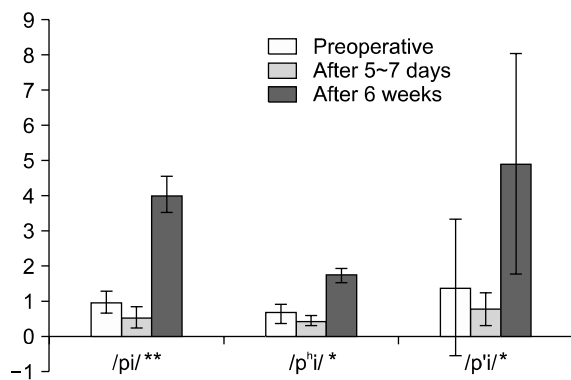 9
8
7
6
5
4
3
2
1
0
−1
Preoperative
After 5~7 days
After 6 weeks
/pi/ **
/pʰi/ *
/p'i/ *